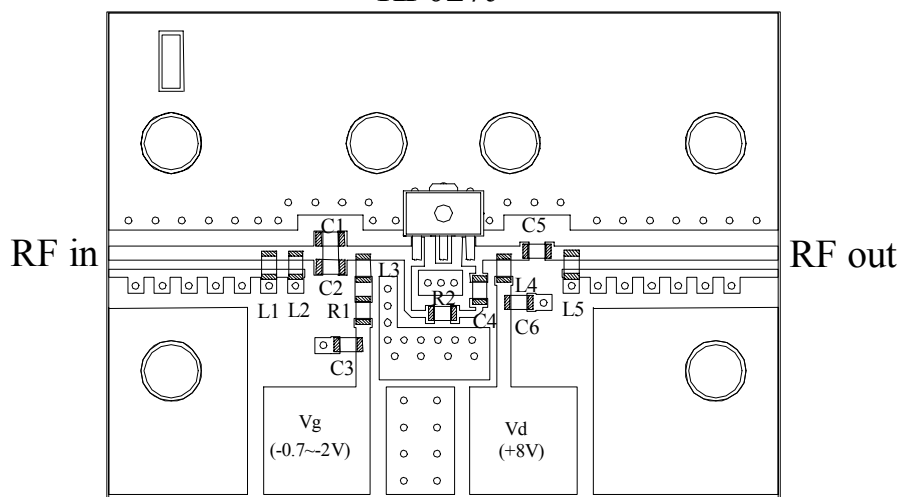 C1
C5
RF in
RF out
C2
L3
L1
L2
R1
R2
C4
L4
C6
L5
C3
Vg
(-0.7~-2V)
Vd
(+8V)